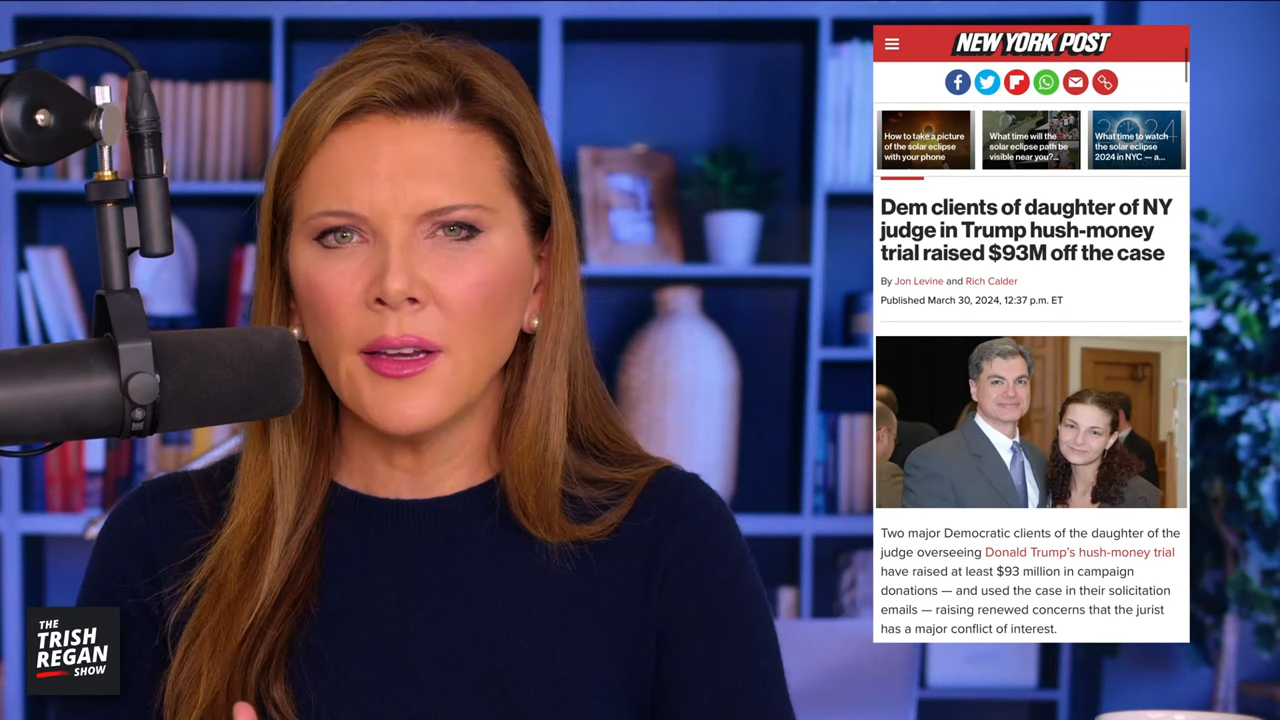 NEW YORK POST
How to take a picture
of the solar eclipse
with your phone
What time will the
solar eclipse path be
visible near you?...
2024
What time to watch
the solar eclipse
2024 in NYC — a...
Dem clients of daughter of NY
judge in Trump hush-money
trial raised $93M off the case
By Jon Levine and Rich Calder
Published March 30, 2024, 12:37 p.m. ET
Two major Democratic clients of the daughter of the
judge overseeing Donald Trump's hush-money trial
have raised at least $93 million in campaign
donations — and used the case in their solicitation
emails — raising renewed concerns that the jurist
has a major conflict of interest.
THE
TRISH
REGAN
SHOW